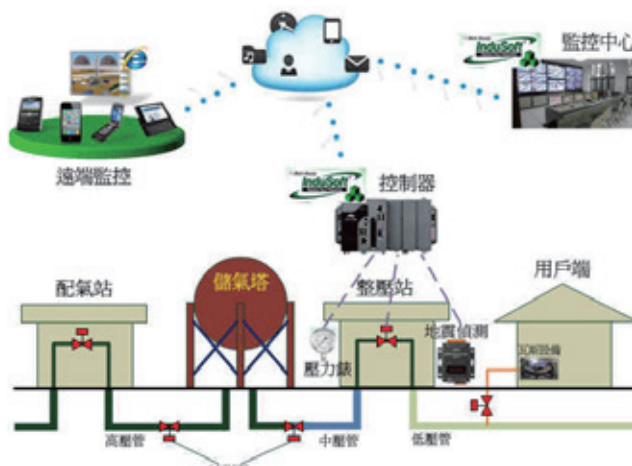 InduSoft
監控中心
遠端監控
InduSoft
控制器
配氣站
儲氣塔
整壓站
用戶端
地震偵測
壓力錶
高壓管
中壓管
低壓管